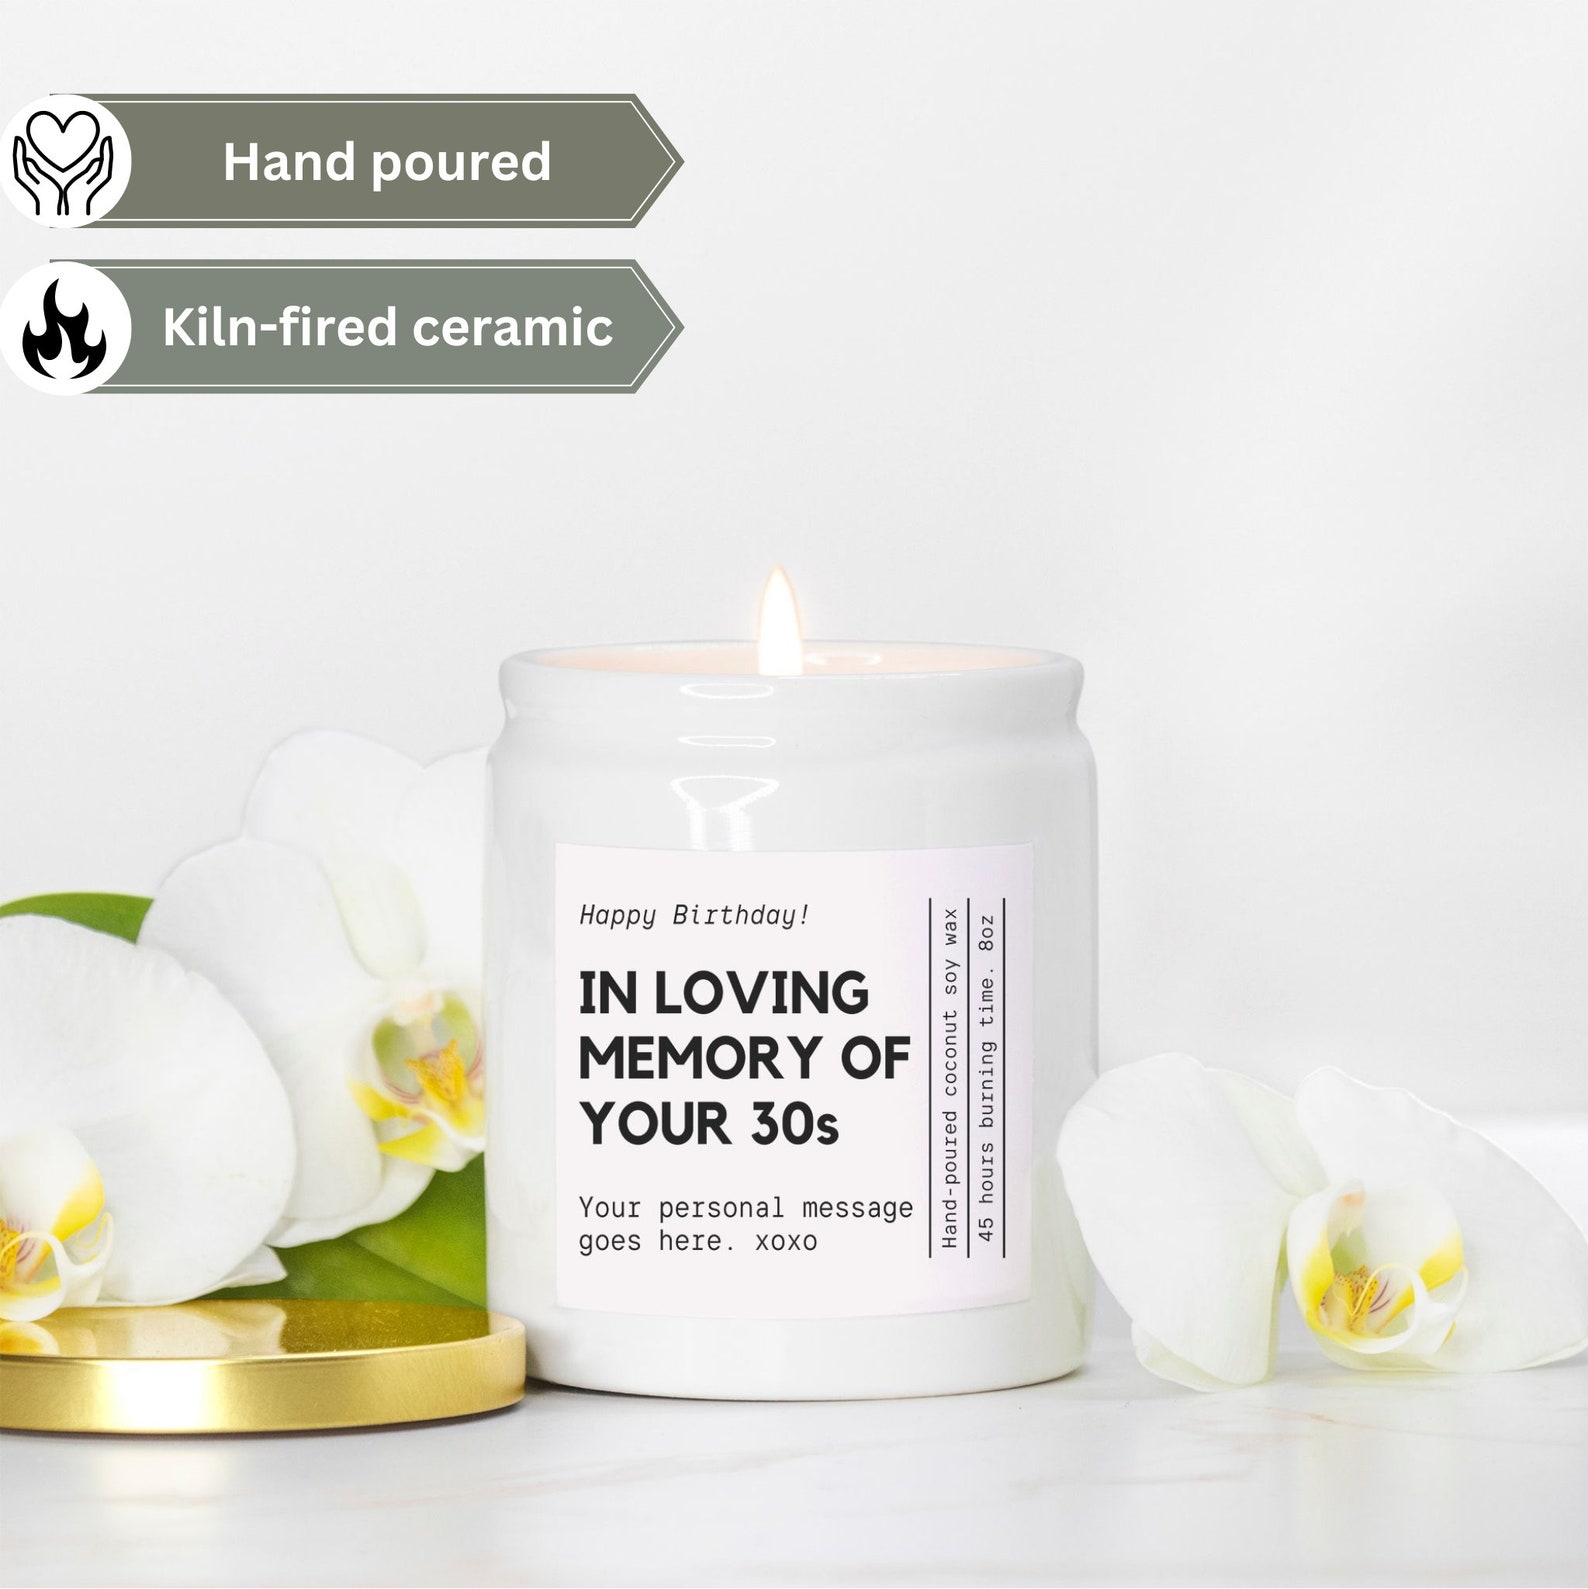 Hand poured
Kiln-fired ceramic
Happy Birthday!
IN LOVING
MEMORY OF
YOUR 30s
Your personal message
goes here. xoxo
Hand-poured coconut soy wax
45 hours burning time. 8oz